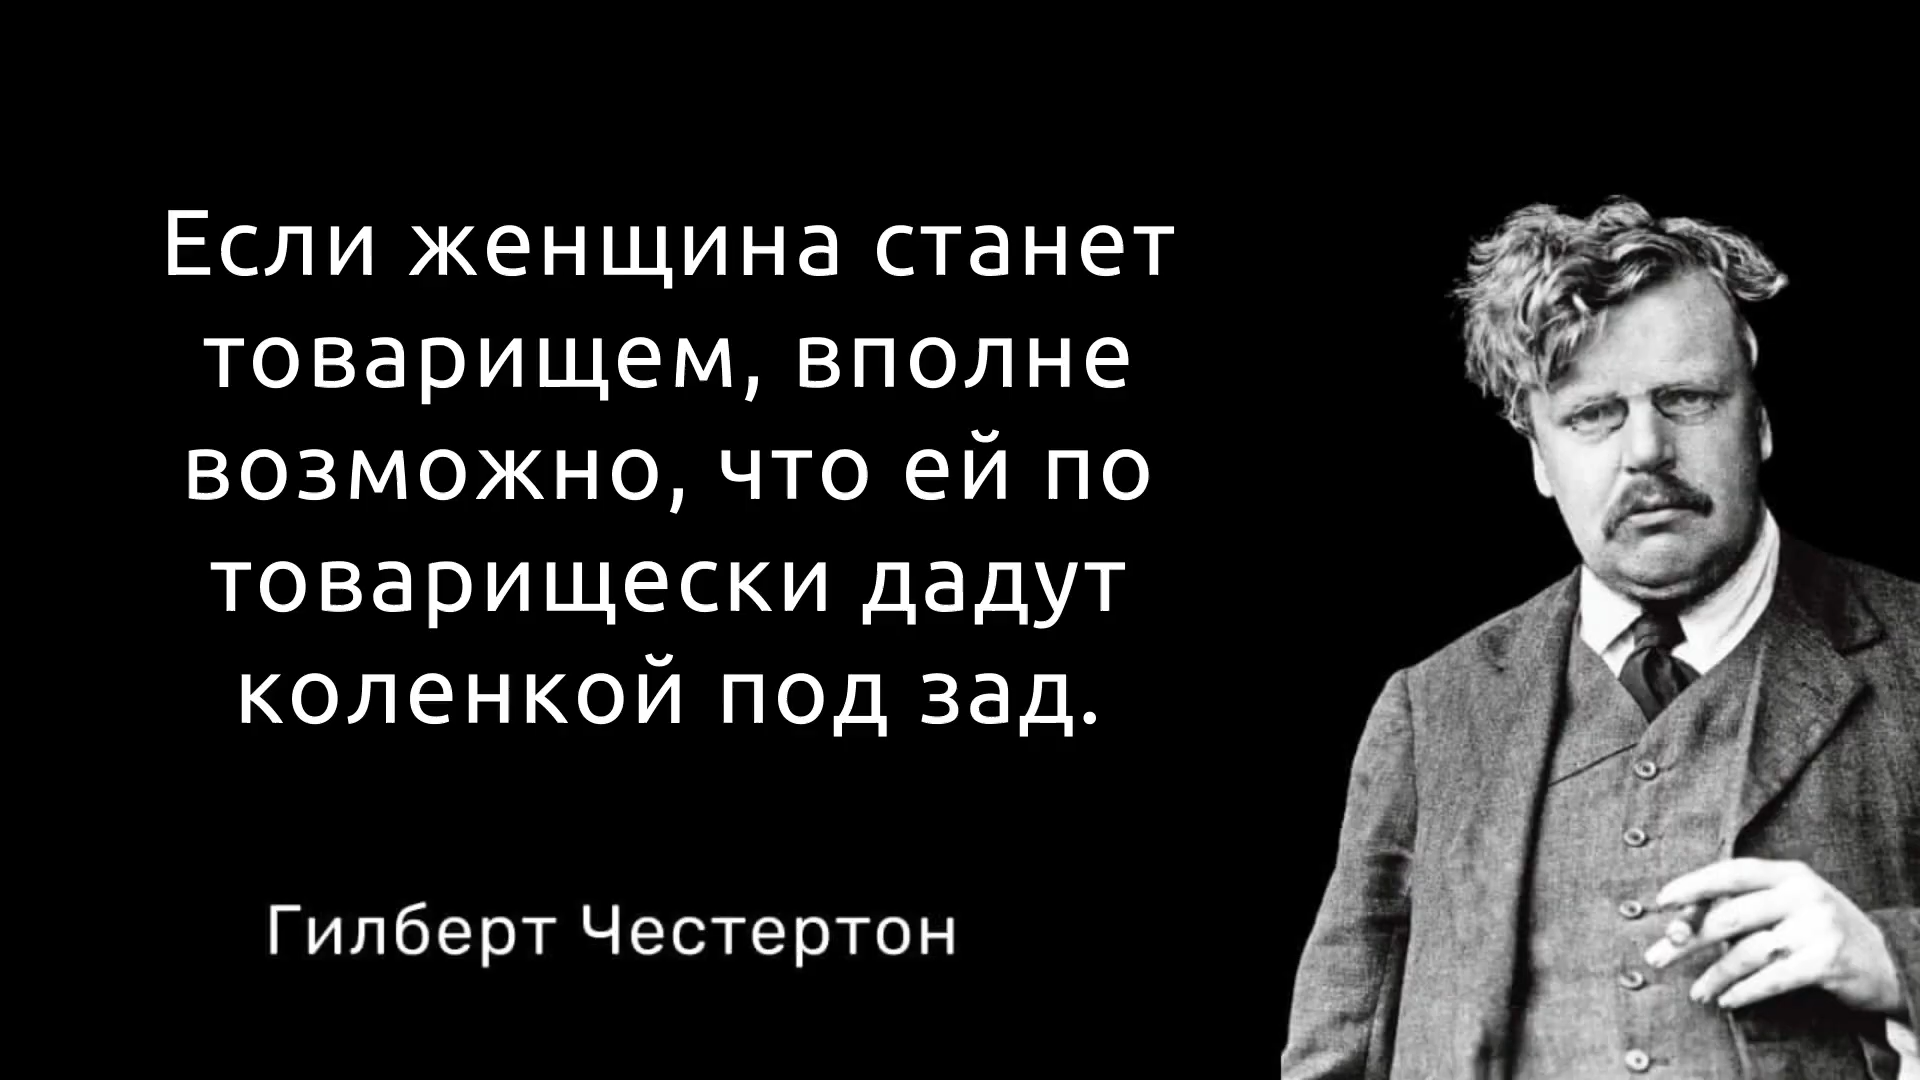 Если женщина станет
товарищем, вполне
возможно, что ей по
товарищески дадут
коленкой под зад.
Гилберт Честертон